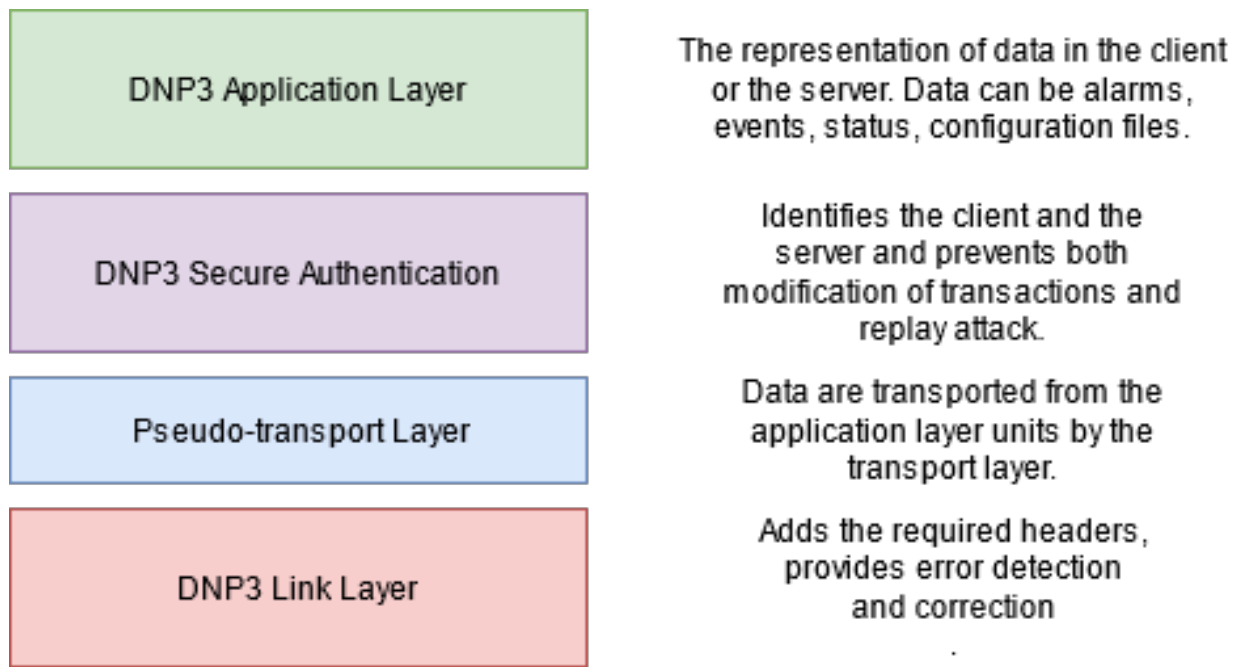 DNP3 Application Layer
The representation of data in the client
or the server. Data can be alarms,
events, status, configuration files.
DNP3 Secure Authentication
Identifies the client and the
server and prevents both
modification of transactions and
replay attack.
Pseudo-transport Layer
Data are transported from the
application layer units by the
transport layer.
DNP3 Link Layer
Adds the required headers,
provides error detection
and correction
.